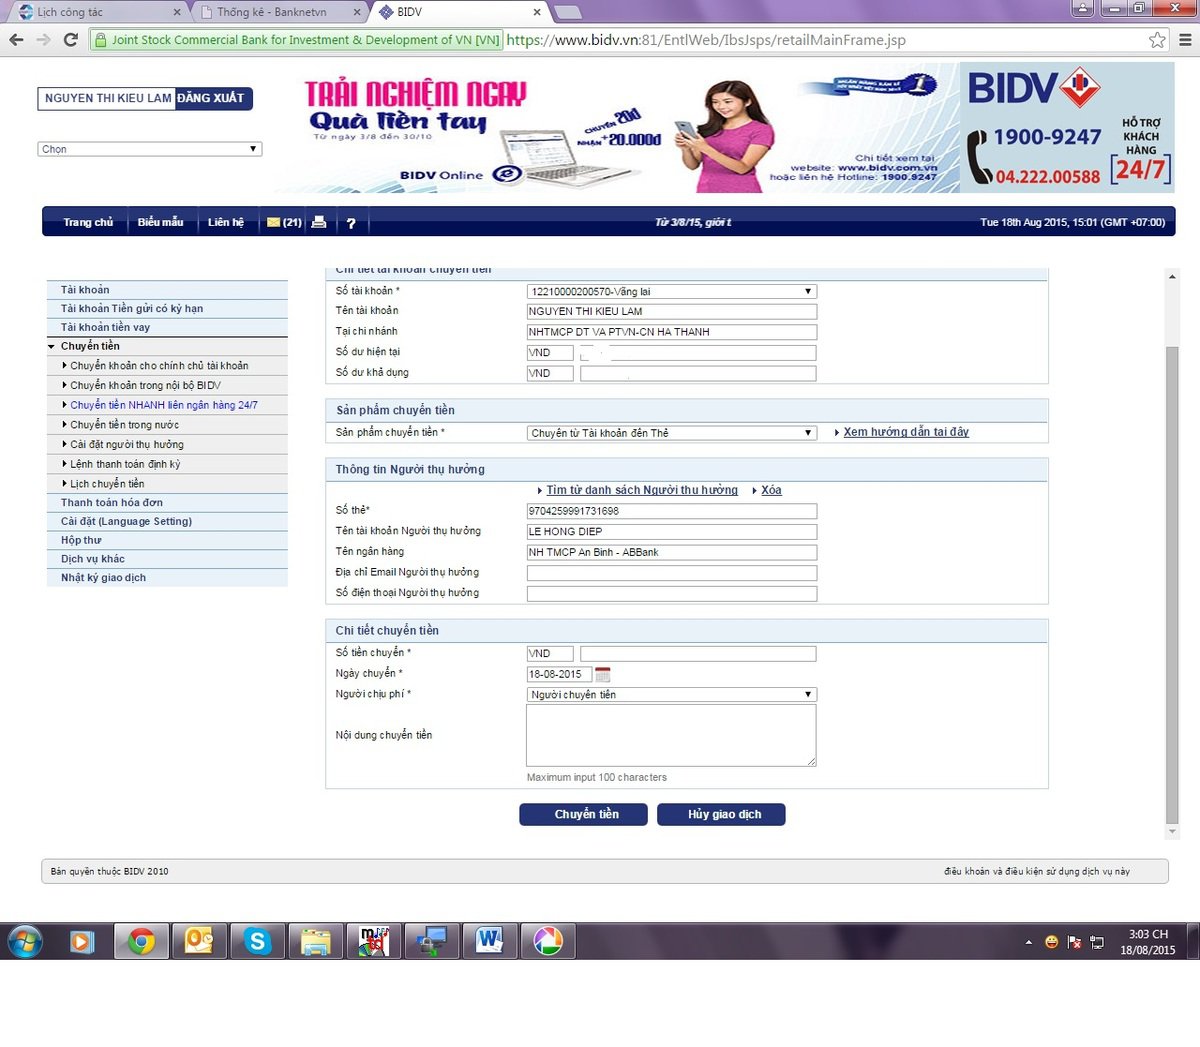 Lịch công tác
Thống kê - Banknetvn
BIDV
Joint Stock Commercial Bank for Investment & Development of VN [VN]
https://www.bidv.vn:81/EntlWeb/IbsJsps/retailMainFrame.jsp
NGUYEN THI KIEU LAM ĐĂNG XUẤT
Chọn
TRẢI NGHIỆM NGAY
Quà liền tay
Từ ngày 3/8 đến 30/10
CHUYỂN 20đ
NHẬN +20.000đ
BIDV Online
Chi tiết xem tại
website: www.bidv.com.vn
hoặc liên hệ Hotline: 1900.9247
BIDV
1900-9247
04.222.00588
HỖ TRỢ
KHÁCH
HÀNG
[24/7]
Trang chủ Biểu mẫu Liên hệ (21) ?
Từ 3/8/15, giới t
Tue 18th Aug 2015, 15:01 (GMT +07:00)
Tài khoản
Tài khoản Tiền gửi có kỳ hạn
Tài khoản tiền vay
Chuyển tiền
Chuyển khoản cho chính chủ tài khoản
Chuyển khoản trong nội bộ BIDV
Chuyển tiền NHANH liên ngân hàng 24/7
Chuyển tiền trong nước
Cài đặt người thụ hưởng
Lệnh thanh toán định kỳ
Lịch chuyển tiền
Thanh toán hóa đơn
Cài đặt (Language Setting)
Hộp thư
Dịch vụ khác
Nhật ký giao dịch
Chi tiết tài khoản chuyển tiền
Số tài khoản * 12210000200570-Vãng lai
Tên tài khoản NGUYEN THI KIEU LAM
Tại chi nhánh NHTMCP DT VA PTVN-CN HA THANH
Số dư hiện tại VND
Số dư khả dụng VND
Sản phẩm chuyển tiền
Sản phẩm chuyển tiền * Chuyển từ Tài khoản đến Thẻ Xem hướng dẫn tại đây
Thông tin Người thụ hưởng
Tìm từ danh sách Người thu hưởng Xóa
Số thẻ* 9704259991731698
Tên tài khoản Người thụ hưởng LE HONG DIEP
Tên ngân hàng NH TMCP An Binh - ABBank
Địa chỉ Email Người thụ hưởng
Số điện thoại Người thụ hưởng
Chi tiết chuyển tiền
Số tiền chuyển * VND
Ngày chuyển * 18-08-2015
Người chịu phí * Người chuyển tiền
Nội dung chuyển tiền
Maximum input 100 characters
Chuyển tiền Hủy giao dịch
Bản quyền thuộc BIDV 2010
điều khoản và điều kiện sử dụng dịch vụ này
3:03 CH
18/08/2015